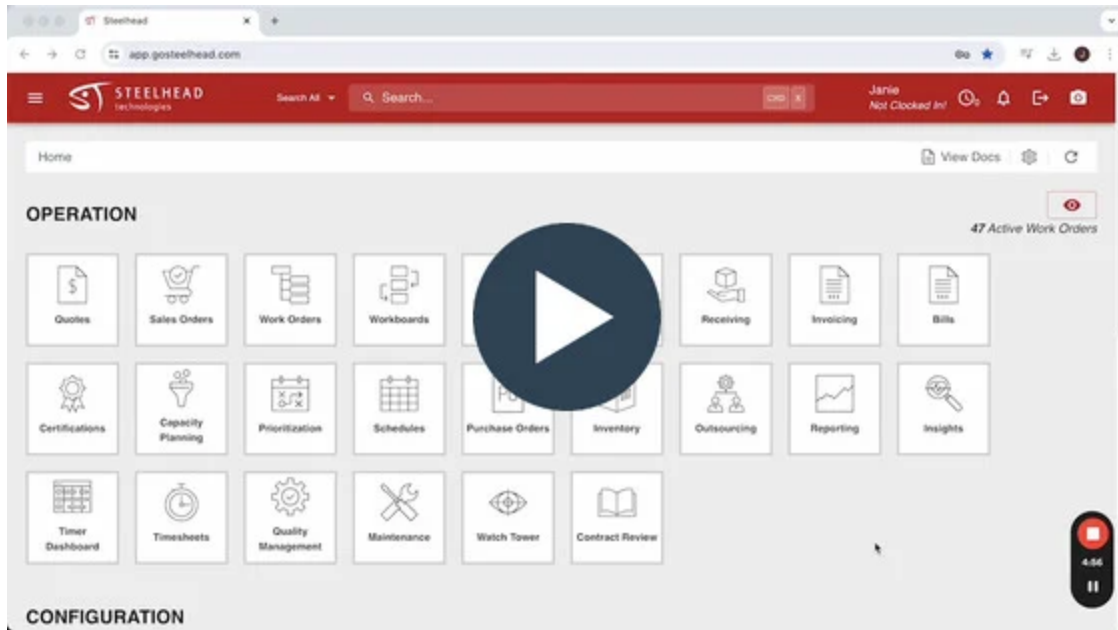 Steelhead
app.gosteelhead.com
STEELHEAD
technologies
Search All
Search...
Janie
Not Clocked In!
Home
View Docs
OPERATION
47 Active Work Orders
Quotes
Sales Orders
Work Orders
Workboards
Receiving
Invoicing
Bills
Certifications
Capacity
Planning
Prioritization
Schedules
Purchase Orders
Inventory
Outsourcing
Reporting
Insights
Timer
Dashboard
Timesheets
Quality
Management
Maintenance
Watch Tower
Contract Review
4:56
CONFIGURATION